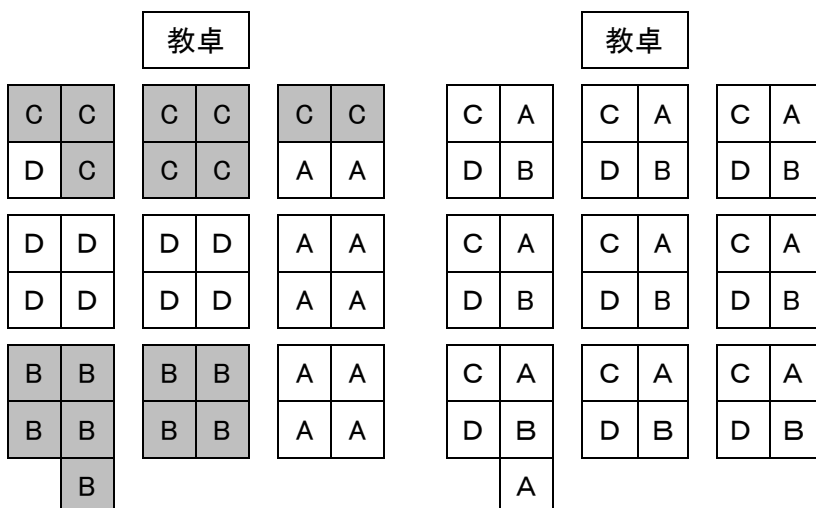 教卓 教卓
C C C C C C C A C A C A
D C C C A A D B D B D B
D D D D A A C A C A C A
D D D D A A D B D B D B
B B B B A A C A C A C A
B B B B A A D B D B D B
B A